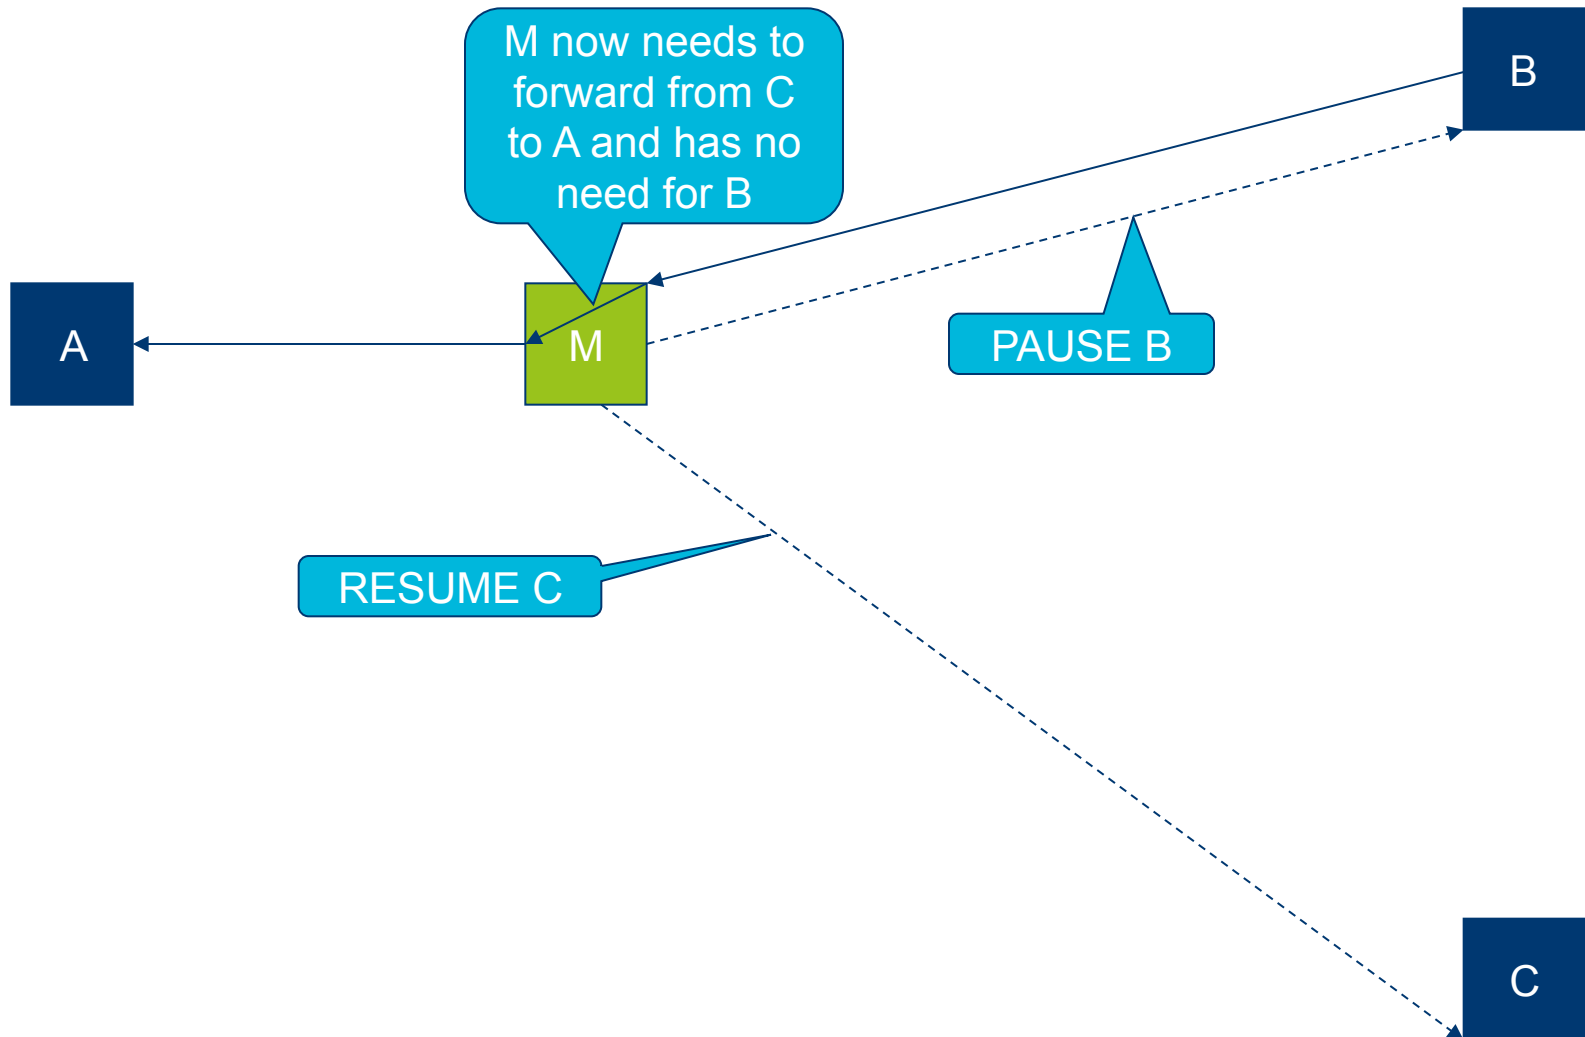 M now needs to
forward from C
to A and has no
need for B
B
A
M
PAUSE B
RESUME C
C